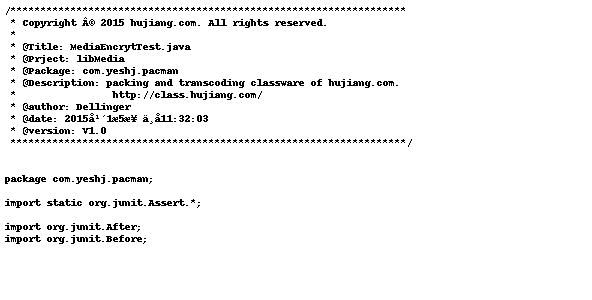 /******************************************************************
* Copyright Â© 2015 hujiang.com. All rights reserved.
*
* @Title: MediaEncrytTest.java
* @Prject: libMedia
* @Package: com.yeshj.pacman
* @Description: packing and transcoding classware of hujiang.com.
* http://class.hujiang.com/
* @author: Dellinger
* @date: 2015å¹´1æ5æ¥ ä¸å11:32:03
* @version: V1.0
******************************************************************/
package com.yeshj.pacman;
import static org.junit.Assert.*;
import org.junit.After;
import org.junit.Before;